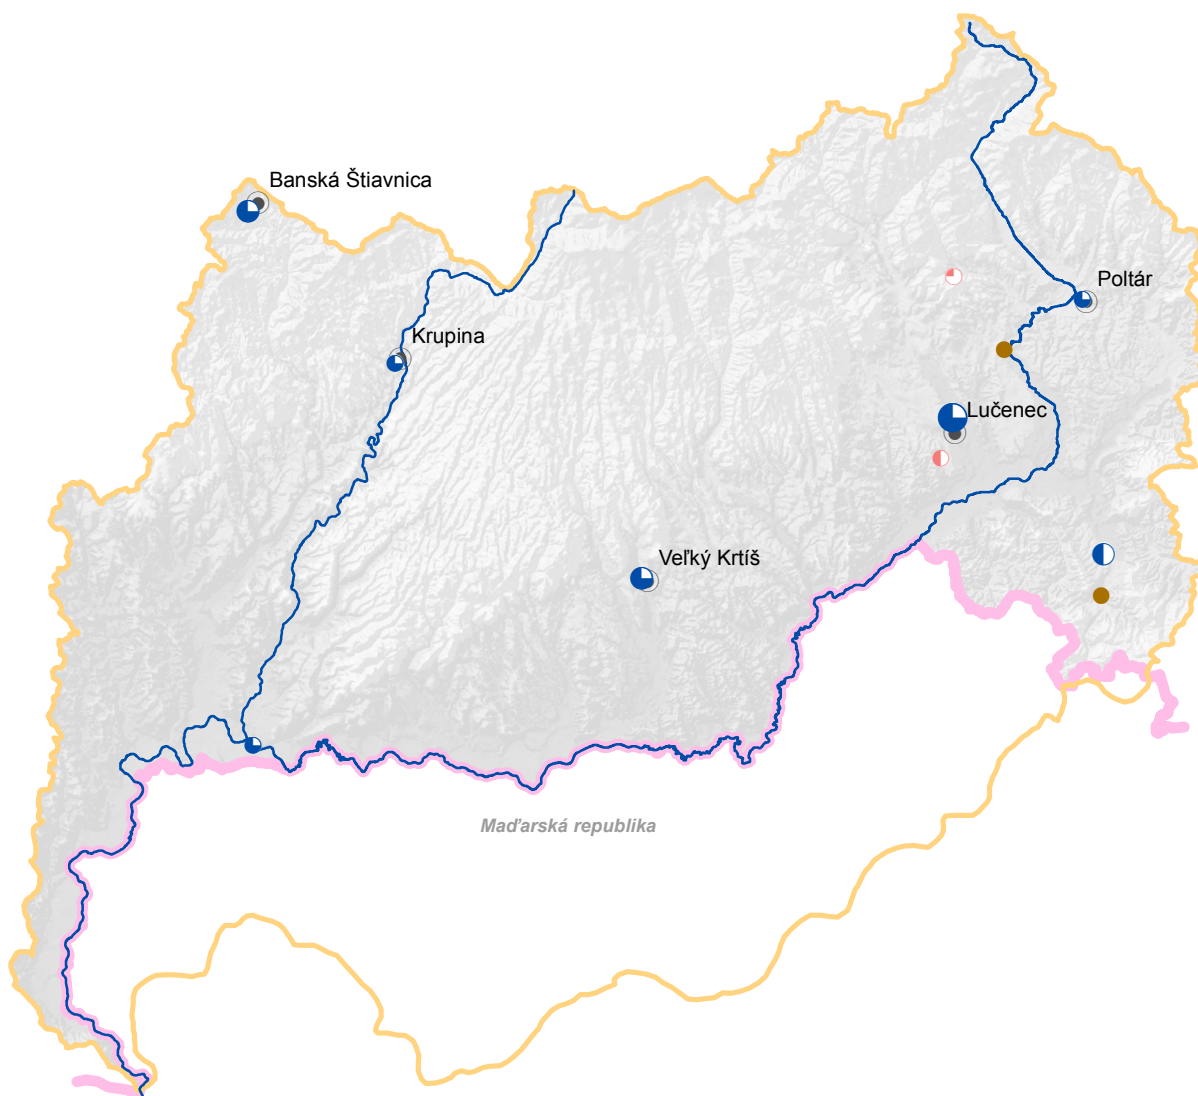 Banská Štiavnica
Poltár
Krupina
Lučenec
Veľký Krtíš
Maďarská republika